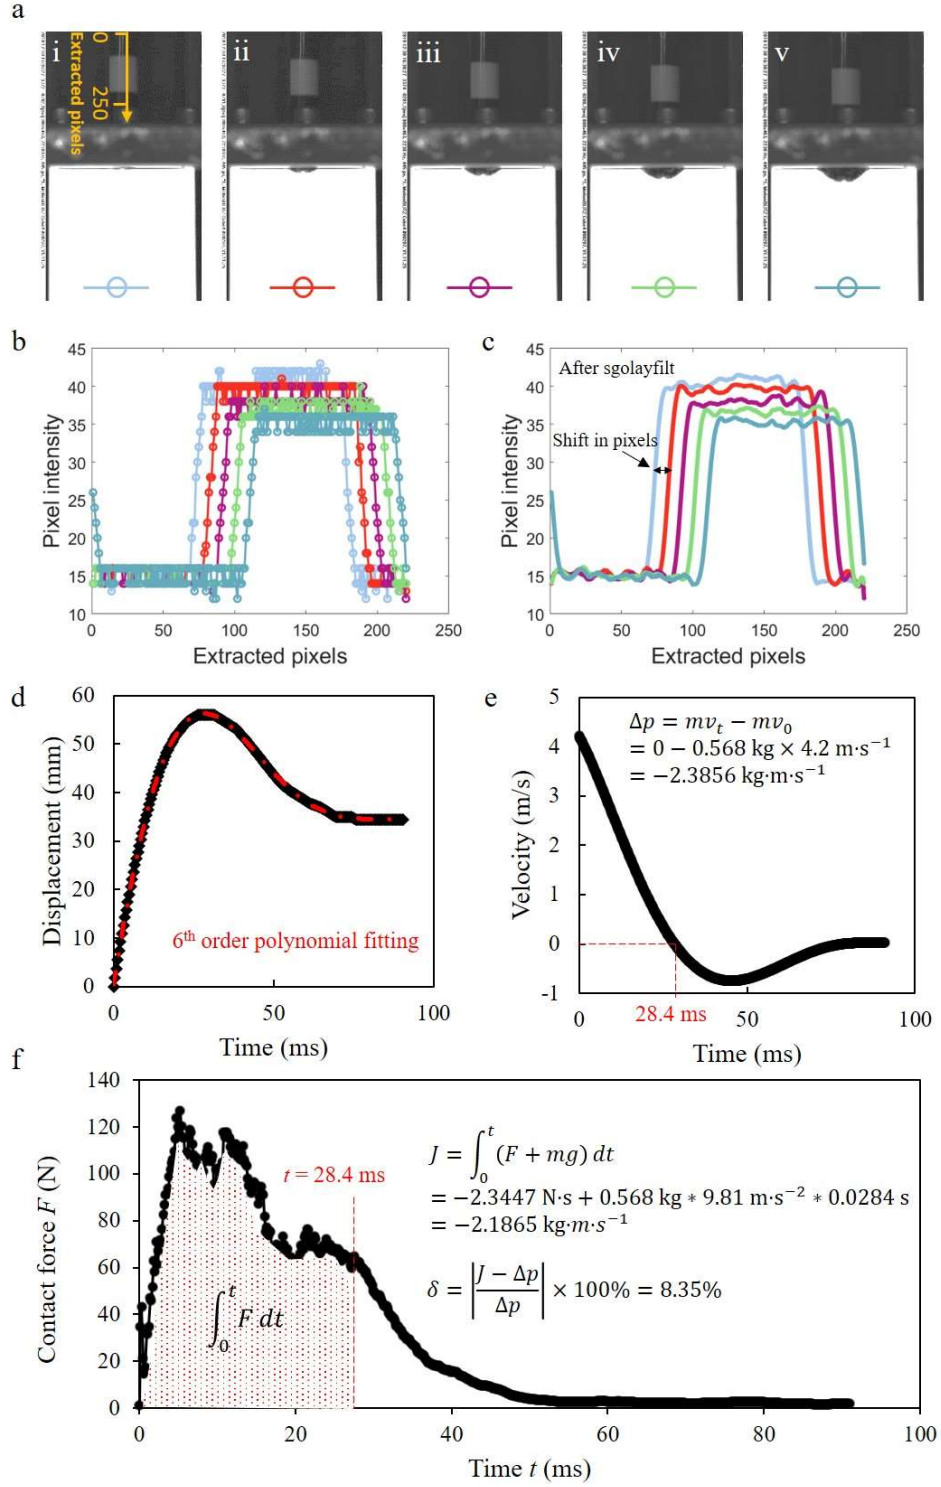 a
i
ii
iii
iv
v
0
250
Extracted pixels
b
45
40
35
30
26
22
18
14
10
Pixel intensity
0 50 100 150 200 250
Extracted pixels
c
45
40
35
30
25
20
15
10
Pixel intensity
After sgolayfilt
Shift in pixels
0 50 100 150 200 250
Extracted pixels
d
60
50
40
30
20
10
0
Displacement (mm)
6th order polynomial fitting
0 50 100
Time (ms)
e
5
4
3
2
1
0
-1
Velocity (m/s)
Δp = mvₜ − mv₀
= 0 − 0.568 kg × 4.2 m·s⁻¹
= −2.3856 kg·m·s⁻¹
0 50 100
28.4 ms
Time (ms)
f
140
120
100
80
60
40
20
0
Contact force F (N)
t = 28.4 ms
∫₀ᵗ F dt
J = ∫₀ᵗ (F + mg) dt
= −2.3447 N·s + 0.568 kg * 9.81 m·s⁻² * 0.0284 s
= −2.1865 kg·m·s⁻¹
δ = |(J − Δp)/Δp| × 100% = 8.35%
0 20 40 60 80 100
Time t (ms)